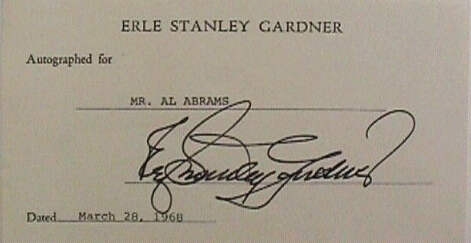 ERLE STANLEY GARDNER
Autographed for
MR. AL ABRAMS
Erle Stanley Gardner
Dated March 28, 1968